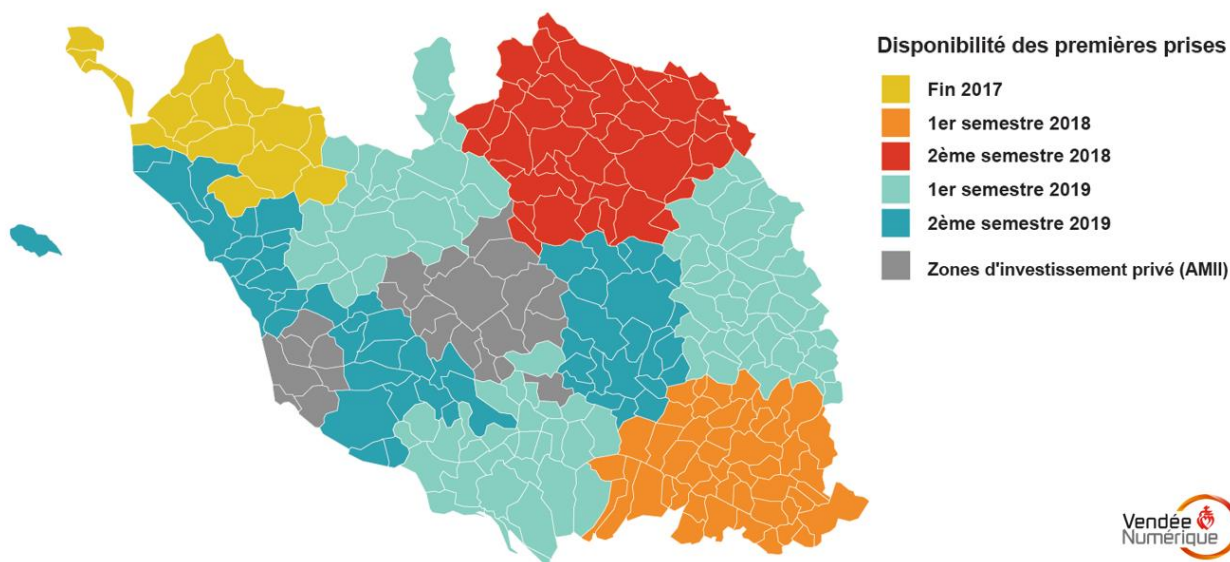 Disponibilité des premières prises
Fin 2017
1er semestre 2018
2ème semestre 2018
1er semestre 2019
2ème semestre 2019
Zones d'investissement privé (AMII)
Vendée
Numérique